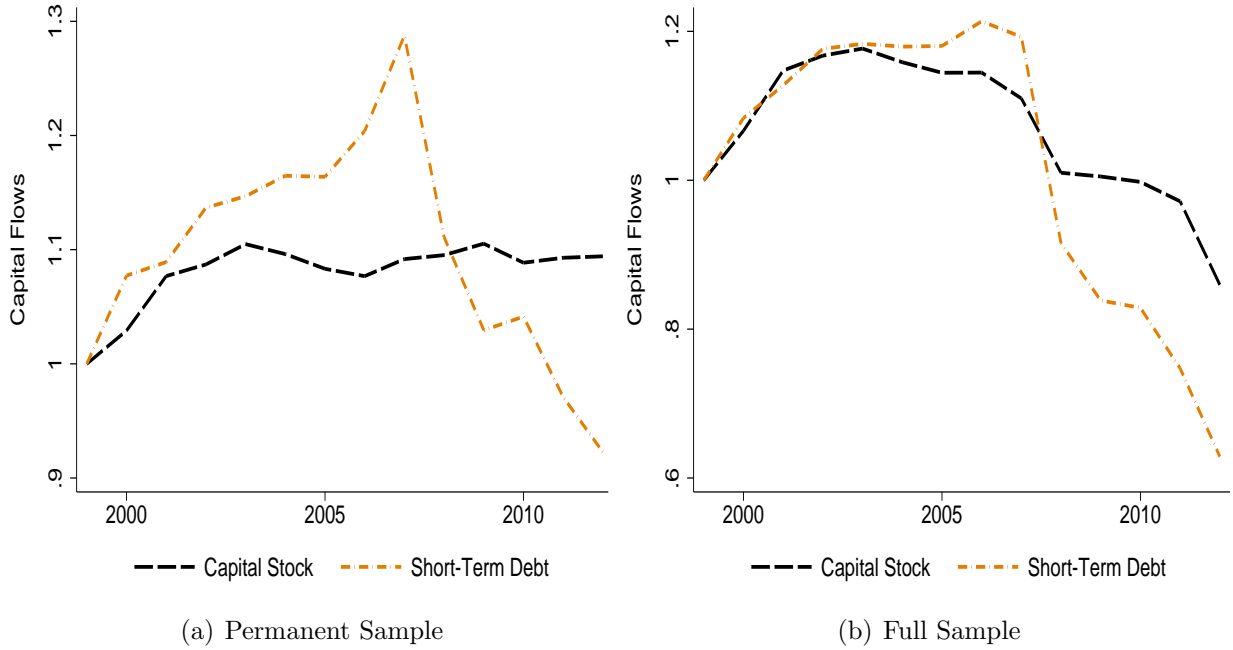 1.3
1.2
1.1
1
.9
Capital Flows
2000 2005 2010
Capital Stock Short-Term Debt
(a) Permanent Sample
1.2
1
.8
.6
Capital Flows
2000 2005 2010
Capital Stock Short-Term Debt
(b) Full Sample